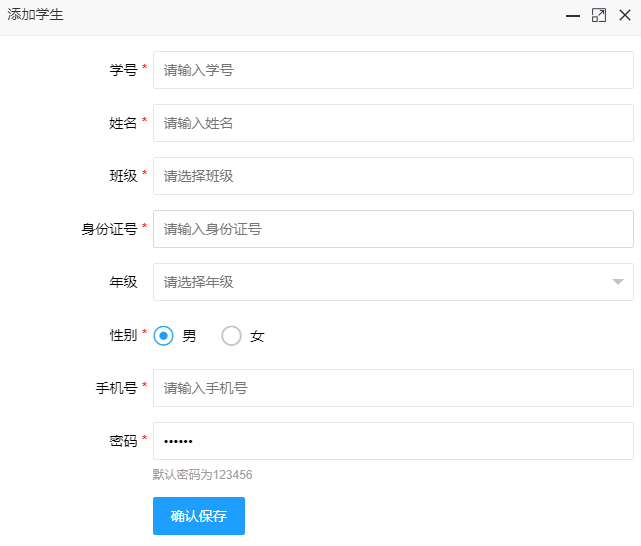 添加学生
学号 * 请输入学号
姓名 * 请输入姓名
班级 * 请选择班级
身份证号 * 请输入身份证号
年级 请选择年级
性别 * 男 女
手机号 * 请输入手机号
密码 * ••••••
默认密码为123456
确认保存